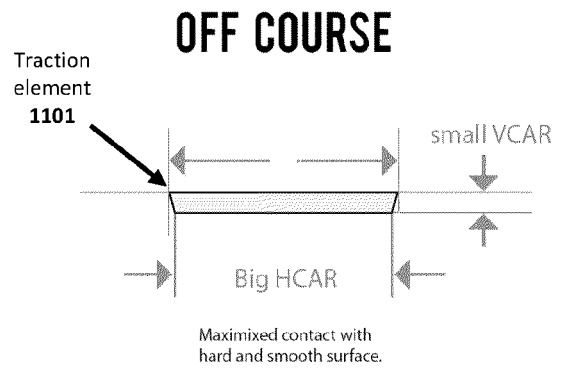 OFF COURSE
Traction
element
1101
small VCAR
Big HCAR
Maximixed contact with
hard and smooth surface.